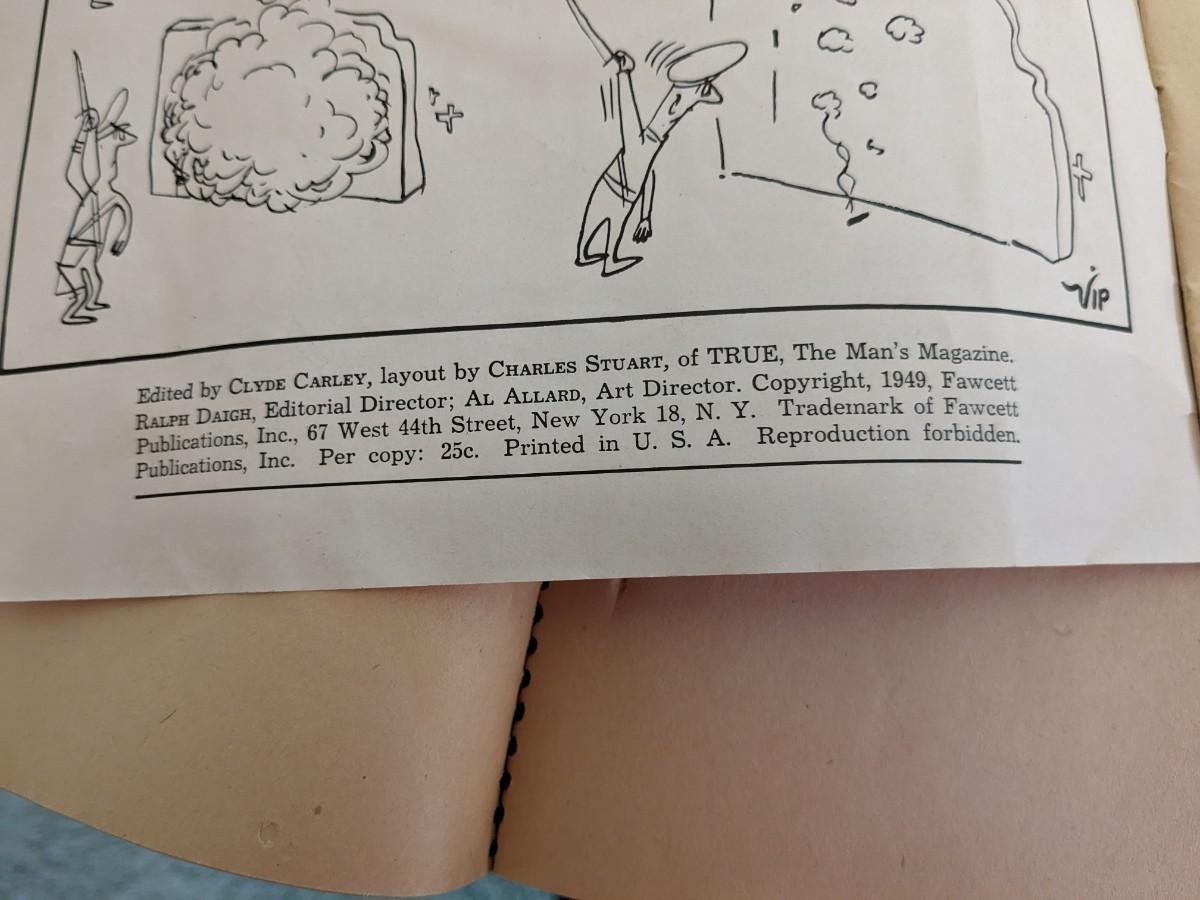 VIP
Edited by CLYDE CARLEY, layout by CHARLES STUART, of TRUE, The Man's Magazine.
RALPH DAIGH, Editorial Director; AL ALLARD, Art Director. Copyright, 1949, Fawcett
Publications, Inc., 67 West 44th Street, New York 18, N. Y. Trademark of Fawcett
Publications, Inc. Per copy: 25c. Printed in U. S. A. Reproduction forbidden.